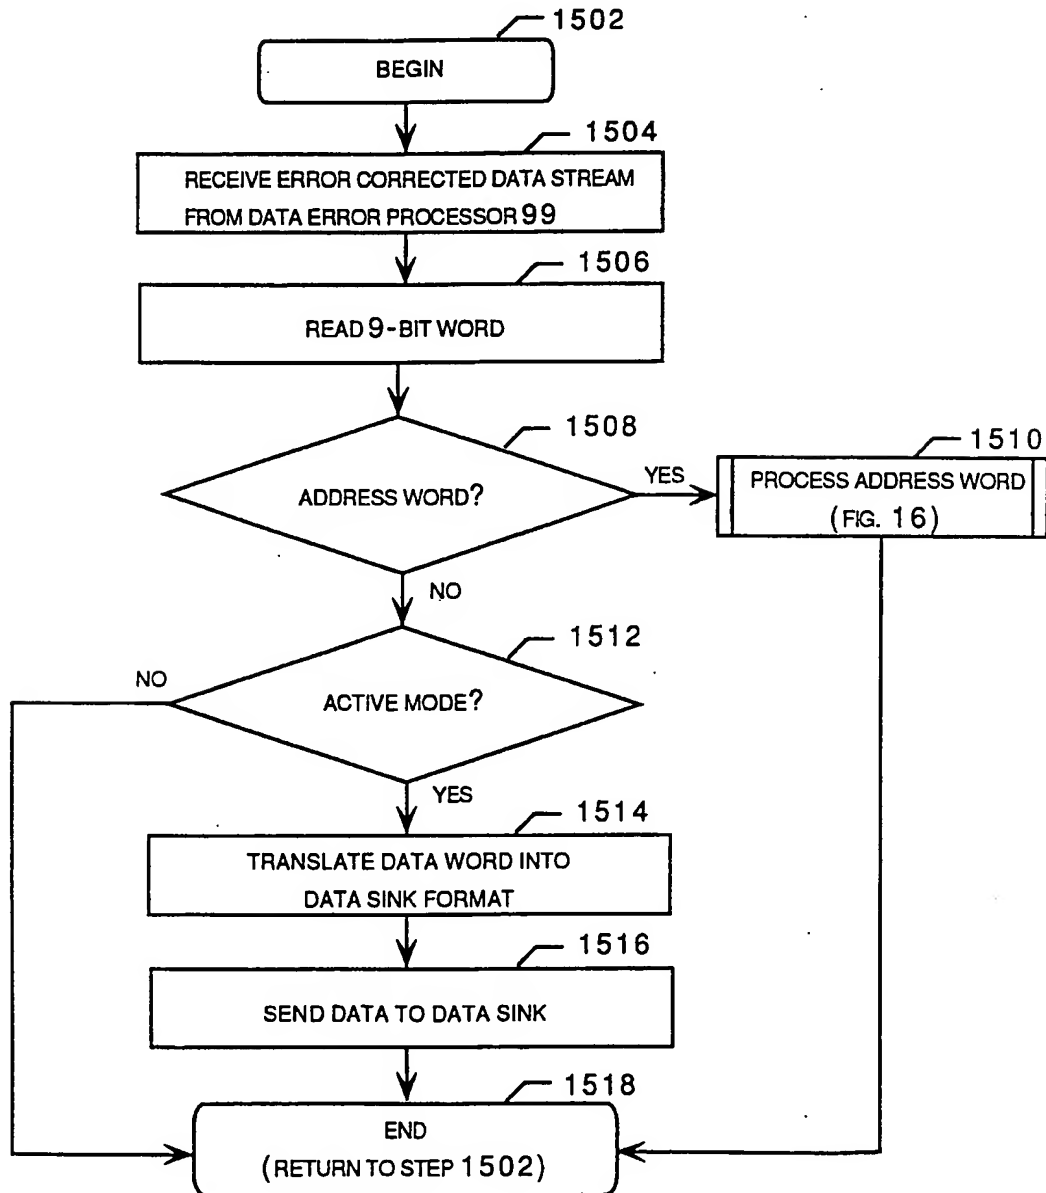 1502
BEGIN
1504
RECEIVE ERROR CORRECTED DATA STREAM
FROM DATA ERROR PROCESSOR 99
1506
READ 9-BIT WORD
1508
ADDRESS WORD?
YES
1510
PROCESS ADDRESS WORD
(FIG. 16)
NO
1512
ACTIVE MODE?
NO
YES
1514
TRANSLATE DATA WORD INTO
DATA SINK FORMAT
1516
SEND DATA TO DATA SINK
1518
END
(RETURN TO STEP 1502)